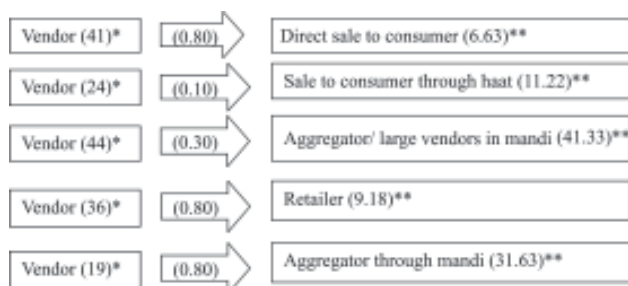 Vendor (41)* (0.80) Direct sale to consumer (6.63)**
Vendor (24)* (0.10) Sale to consumer through haat (11.22)**
Vendor (44)* (0.30) Aggregator/ large vendors in mandi (41.33)**
Vendor (36)* (0.80) Retailer (9.18)**
Vendor (19)* (0.80) Aggregator through mandi (31.63)**